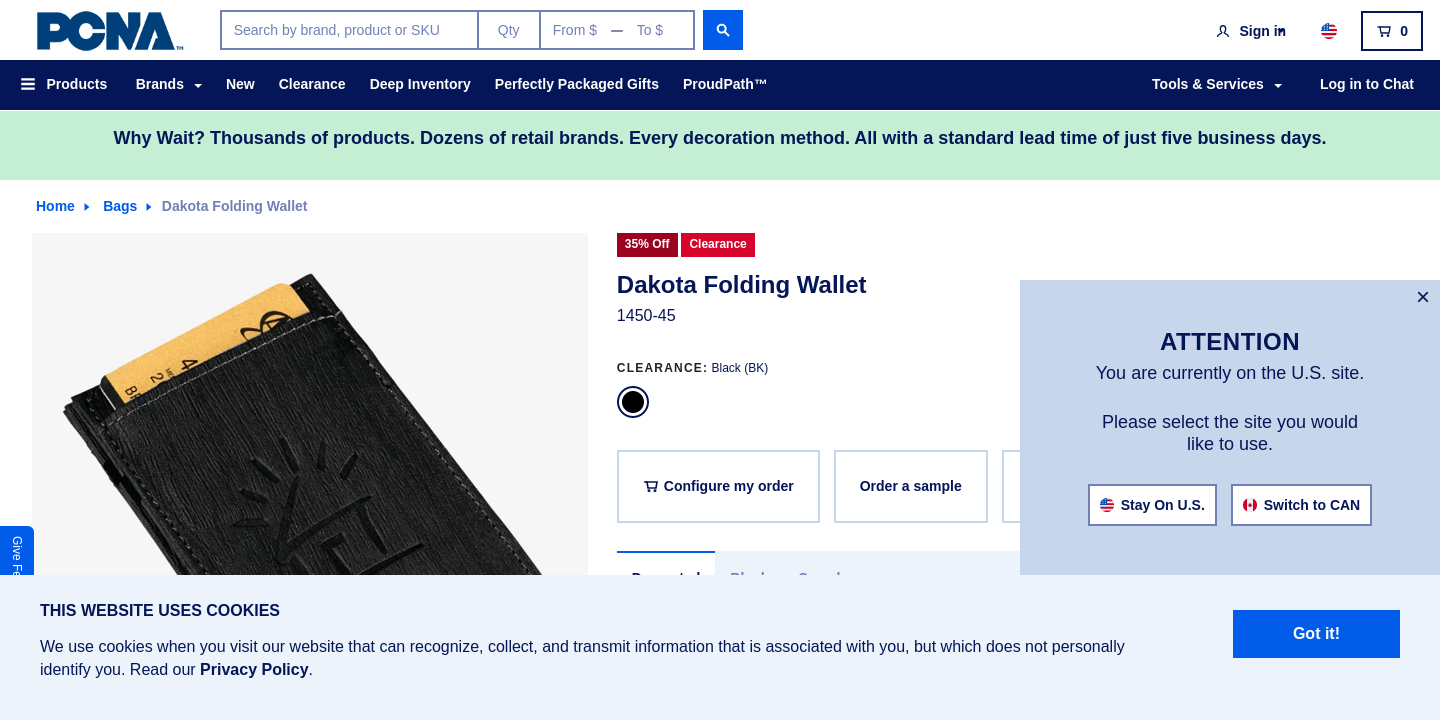 PCNA™
Search by brand, product or SKU
Qty
From $ — To $
Sign in
0
Products
Brands
New
Clearance
Deep Inventory
Perfectly Packaged Gifts
ProudPath™
Tools & Services
Log in to Chat
Why Wait? Thousands of products. Dozens of retail brands. Every decoration method. All with a standard lead time of just five business days.
Home
Bags
Dakota Folding Wallet
35% Off
Clearance
Dakota Folding Wallet
1450-45
CLEARANCE: Black (BK)
Configure my order
Order a sample
×
ATTENTION
You are currently on the U.S. site.
Please select the site you would
like to use.
Stay On U.S.
Switch to CAN
THIS WEBSITE USES COOKIES
We use cookies when you visit our website that can recognize, collect, and transmit information that is associated with you, but which does not personally
identify you. Read our Privacy Policy.
Got it!
Give